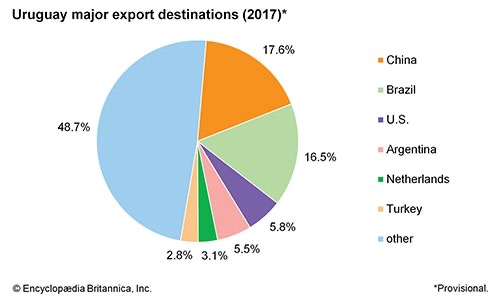 Uruguay major export destinations (2017)*
17.6%
16.5%
5.8%
5.5%
3.1%
2.8%
48.7%
China
Brazil
U.S.
Argentina
Netherlands
Turkey
other
© Encyclopædia Britannica, Inc.
*Provisional.